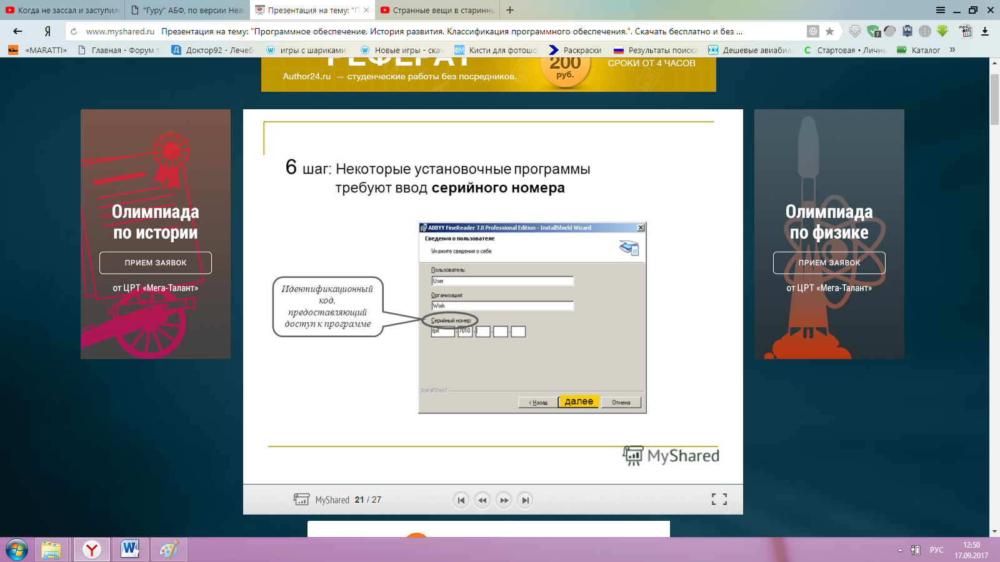 Когда не зассал и заступилс
"Гуру" АБФ, по версии Неа
Презентация на тему: "П
Странные вещи в старинны
www.myshared.ru Презентация на тему: "Программное обеспечение. История развития. Классификация программного обеспечения.". Скачать бесплатно и без ...
«MARATTI»
Главная - Форум т
Доктор92 - Лечеб
игры с шариками -
Новые игры - скач
Кисти для фотошо
Раскраски
Результаты поиска
Дешевые авиабил
Стартовая • Личны
Каталог
»
РЕФЕРАТ
200
руб.
СРОКИ ОТ 4 ЧАСОВ
Author24.ru — студенческие работы без посредников.
Олимпиада
по истории
ПРИЕМ ЗАЯВОК
от ЦРТ «Мега-Талант»
6 шаг: Некоторые установочные программы
требуют ввод серийного номера
ABBYY FineReader 7.0 Professional Edition - InstallShield Wizard
Сведения о пользователе
Укажите сведения о себе.
Пользователь:
User
Организация:
Work
Серийный номер:
fprf - 7010 - - -
Идентификационный
код,
предоставляющий
доступ к программе
InstallShield
< Назад
далее
Отмена
MyShared
MyShared 21 / 27
Олимпиада
по физике
ПРИЕМ ЗАЯВОК
от ЦРТ «Мега-Талант»
РУС
12:50
17.09.2017